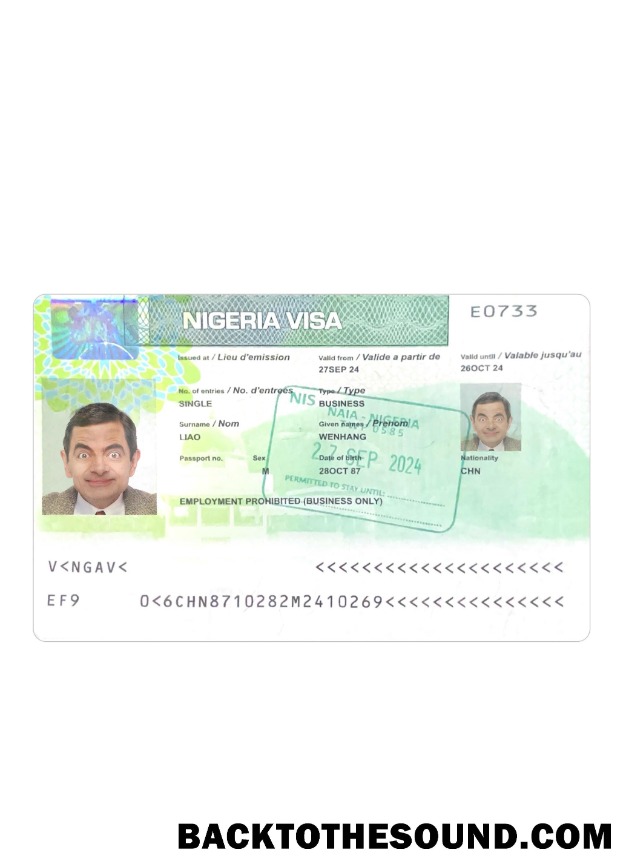 NIGERIA VISA
E0733
Issued at / Lieu d'emission Valid from / Valide a partir de Valid until / Valable jusqu'au
27SEP 24 26OCT 24
No. of entries / No. d'entrees Type / Type
SINGLE BUSINESS
Surname / Nom Given names / Prenom
LIAO WENHANG
Passport no. Sex Date of birth Nationality
M 28OCT 87 CHN
EMPLOYMENT PROHIBITED (BUSINESS ONLY)
NIS
NAIA - NIGERIA
0585
27 SEP 2024
PERMITTED TO STAY UNTIL:
V<NGAV< <<<<<<<<<<<<<<<<<<<<<<
EF9 0<6CHN8710282M2410269<<<<<<<<<<<<<<<<
BACKTOTHESOUND.COM